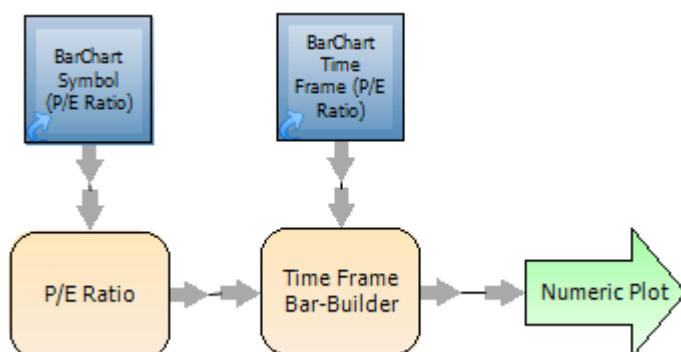 BarChart
Symbol
(P/E Ratio)
BarChart
Time
Frame (P/E
Ratio)
P/E Ratio
Time Frame
Bar-Builder
Numeric Plot